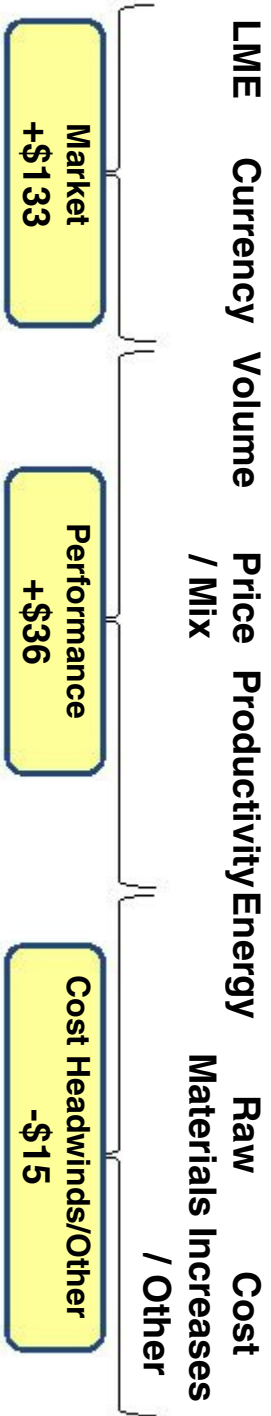 LME Currency Volume Price Productivity Energy Raw Cost
/ Mix Materials Increases
/ Other
Market
+$133
Performance
+$36
Cost Headwinds/Other
-$15